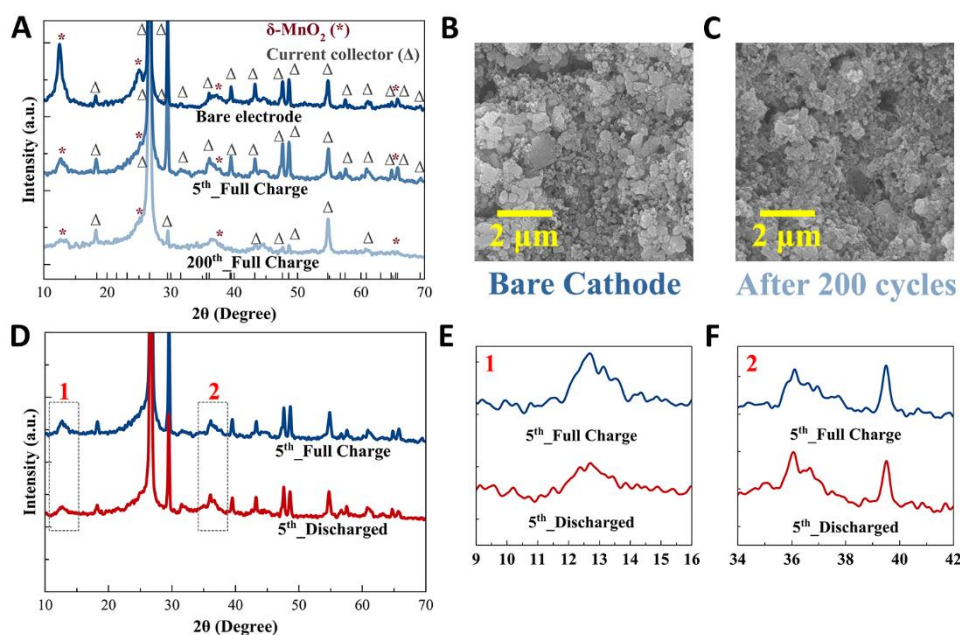 A
δ-MnO₂ (*)
Current collector (Δ)
Bare electrode
5th_Full Charge
200th_Full Charge
Intensity (a.u.)
10 20 30 40 50 60 70
2θ (Degree)
B
2 µm
Bare Cathode
C
2 µm
After 200 cycles
D
1
2
5th_Full Charge
5th_Discharged
Intensity (a.u.)
10 20 30 40 50 60 70
2θ (Degree)
E
1
5th_Full Charge
5th_Discharged
9 10 11 12 13 14 15 16
F
2
5th_Full Charge
5th_Discharged
34 36 38 40 42